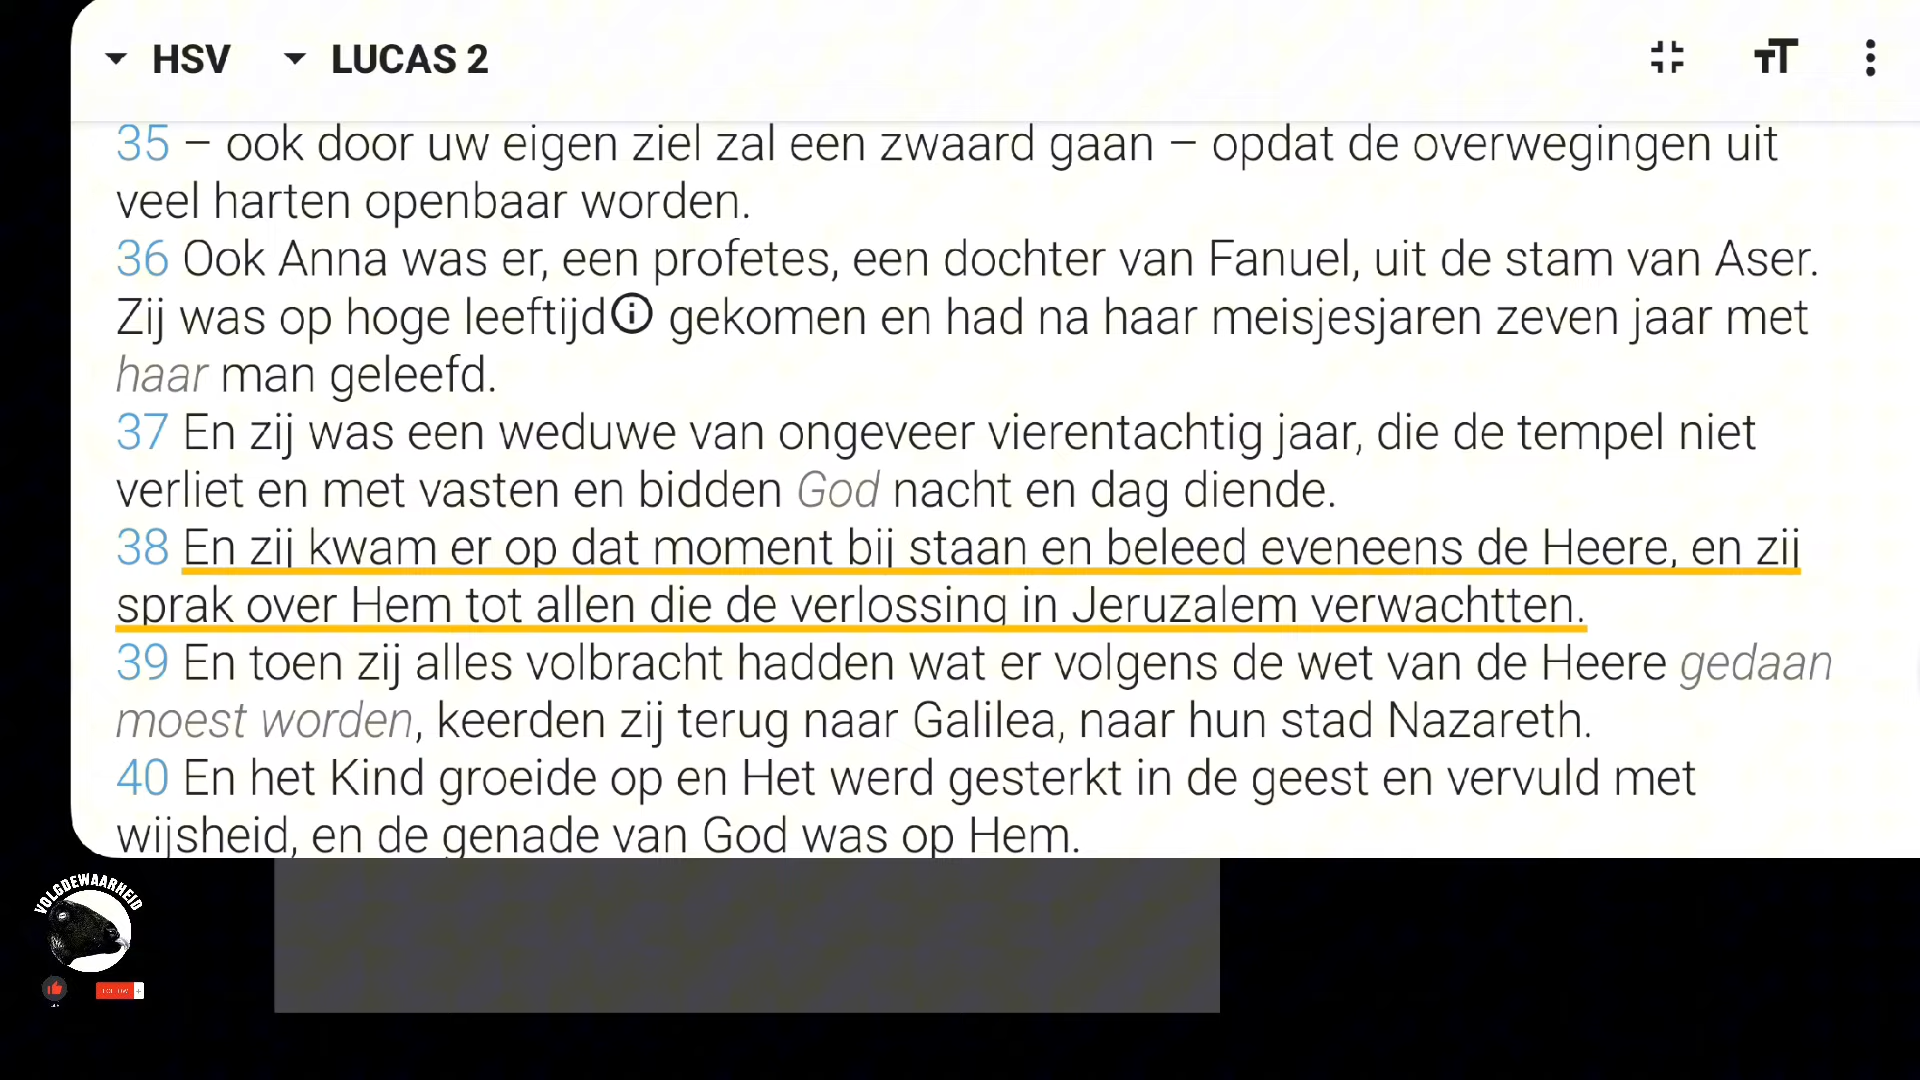 HSV LUCAS 2
35 – ook door uw eigen ziel zal een zwaard gaan – opdat de overwegingen uit
veel harten openbaar worden.
36 Ook Anna was er, een profetes, een dochter van Fanuel, uit de stam van Aser.
Zij was op hoge leeftijd gekomen en had na haar meisjesjaren zeven jaar met
haar man geleefd.
37 En zij was een weduwe van ongeveer vierentachtig jaar, die de tempel niet
verliet en met vasten en bidden God nacht en dag diende.
38 En zij kwam er op dat moment bij staan en beleed eveneens de Heere, en zij
sprak over Hem tot allen die de verlossing in Jeruzalem verwachtten.
39 En toen zij alles volbracht hadden wat er volgens de wet van de Heere gedaan
moest worden, keerden zij terug naar Galilea, naar hun stad Nazareth.
40 En het Kind groeide op en Het werd gesterkt in de geest en vervuld met
wijsheid, en de genade van God was op Hem.
VOLGDEWAARHEID